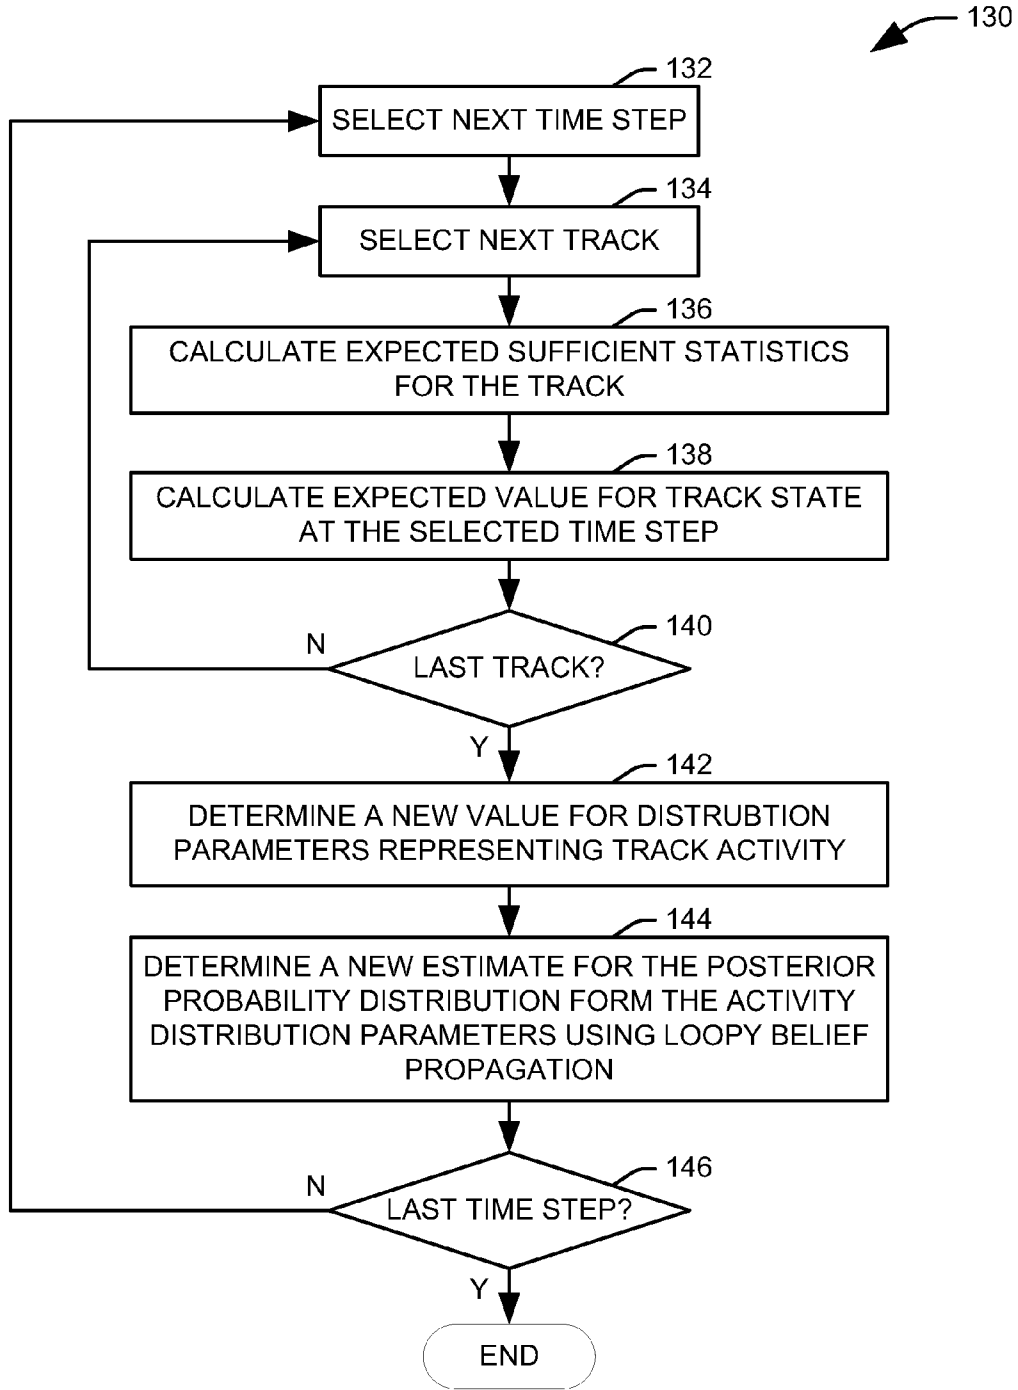 130
132
SELECT NEXT TIME STEP
134
SELECT NEXT TRACK
136
CALCULATE EXPECTED SUFFICIENT STATISTICS
FOR THE TRACK
138
CALCULATE EXPECTED VALUE FOR TRACK STATE
AT THE SELECTED TIME STEP
140
N
LAST TRACK?
Y
142
DETERMINE A NEW VALUE FOR DISTRUBTION
PARAMETERS REPRESENTING TRACK ACTIVITY
144
DETERMINE A NEW ESTIMATE FOR THE POSTERIOR
PROBABILITY DISTRIBUTION FORM THE ACTIVITY
DISTRIBUTION PARAMETERS USING LOOPY BELIEF
PROPAGATION
146
N
LAST TIME STEP?
Y
END